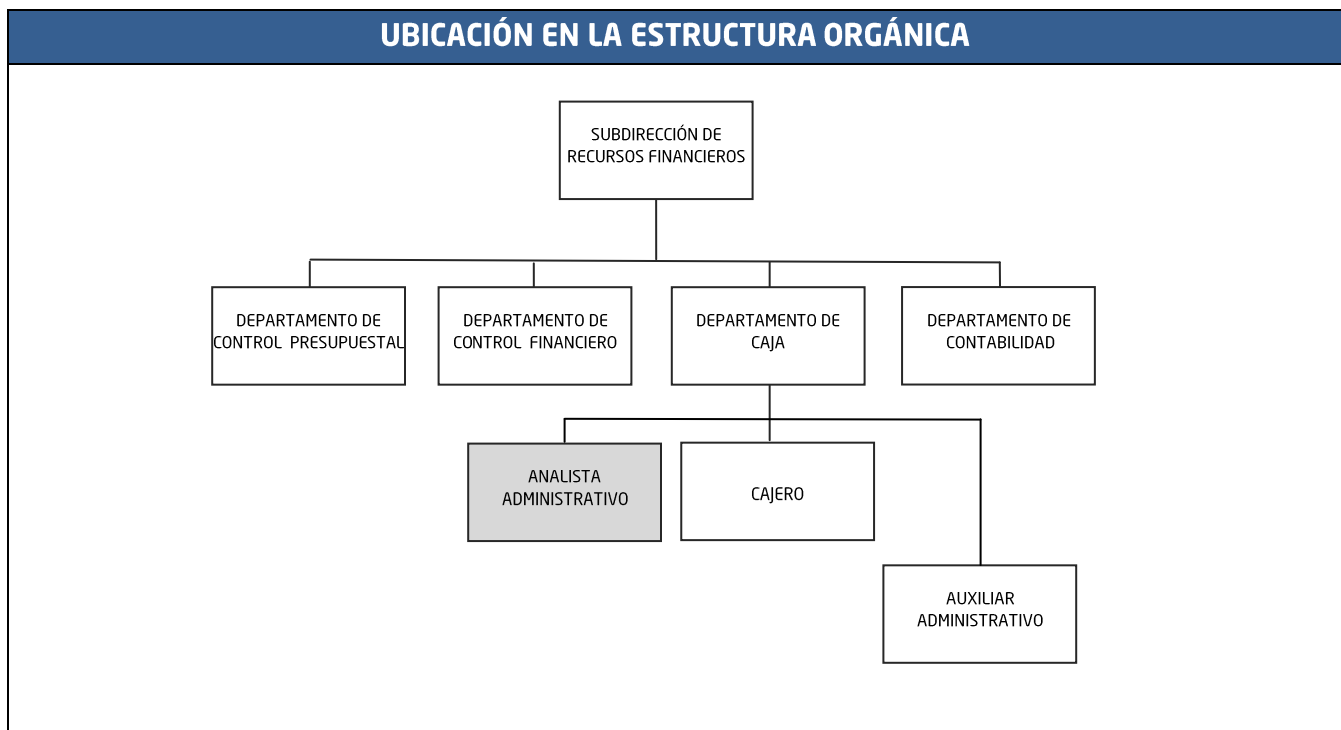 UBICACIÓN EN LA ESTRUCTURA ORGÁNICA
SUBDIRECCIÓN DE
RECURSOS FINANCIEROS
DEPARTAMENTO DE
CONTROL PRESUPUESTAL
DEPARTAMENTO DE
CONTROL FINANCIERO
DEPARTAMENTO DE
CAJA
DEPARTAMENTO DE
CONTABILIDAD
ANALISTA
ADMINISTRATIVO
CAJERO
AUXILIAR
ADMINISTRATIVO